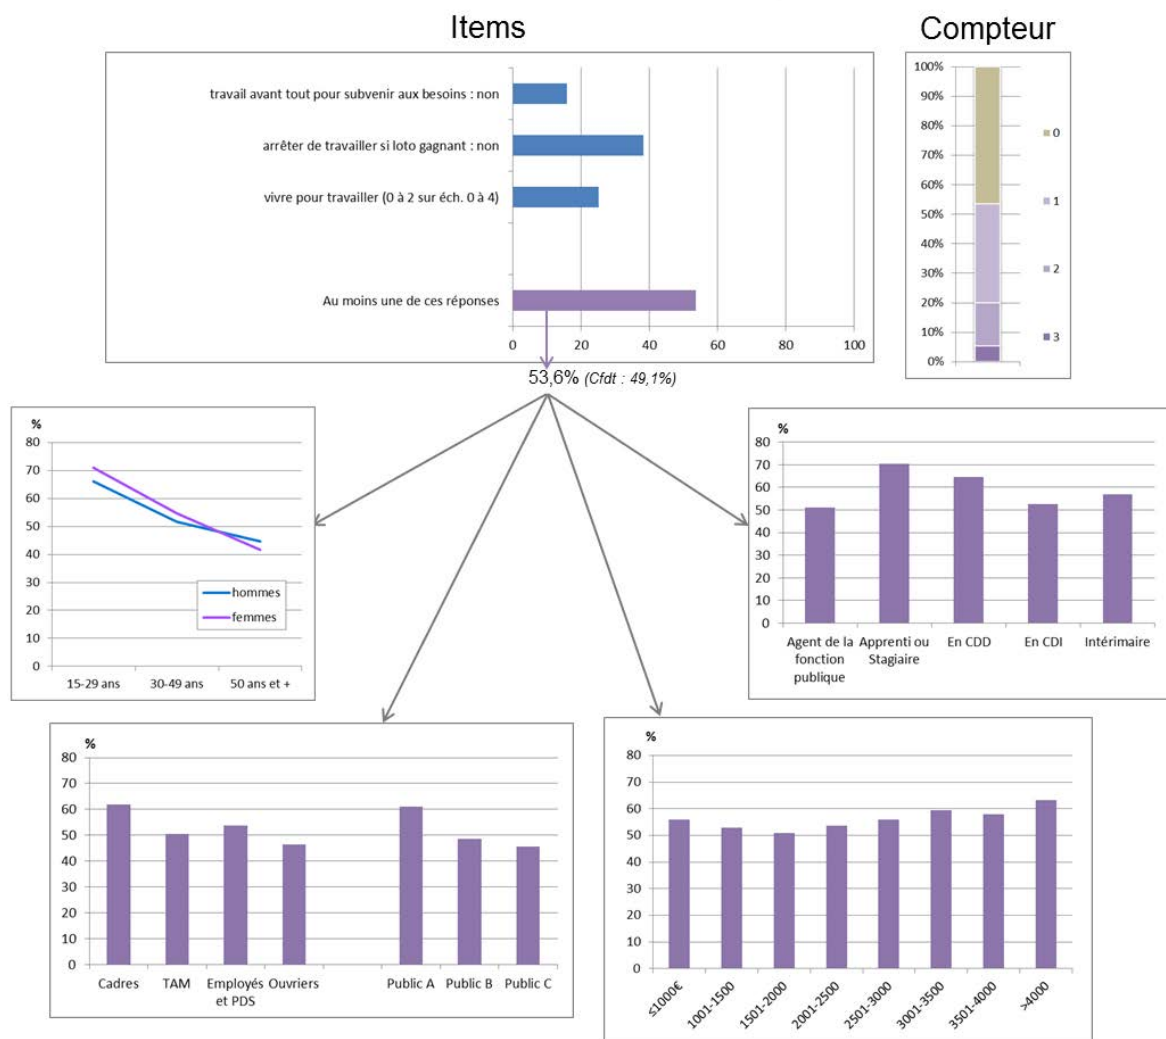 Items
travail avant tout pour subvenir aux besoins : non
arrêter de travailler si loto gagnant : non
vivre pour travailler (0 à 2 sur éch. 0 à 4)
Au moins une de ces réponses
0 20 40 60 80 100
Compteur
100%
90%
80%
70%
60%
50%
40%
30%
20%
10%
0%
0
1
2
3
53,6% (Cfdt : 49,1%)
%
80
70
60
50
40
30
20
10
0
hommes
femmes
15-29 ans 30-49 ans 50 ans et +
%
80
70
60
50
40
30
20
10
0
Agent de la fonction publique
Apprenti ou Stagiaire
En CDD
En CDI
Intérimaire
%
80
70
60
50
40
30
20
10
0
Cadres
TAM
Employés et PDS
Ouvriers
Public A
Public B
Public C
%
80
70
60
50
40
30
20
10
0
≤1000€
1001-1500
1501-2000
2001-2500
2501-3000
3001-3500
3501-4000
>4000